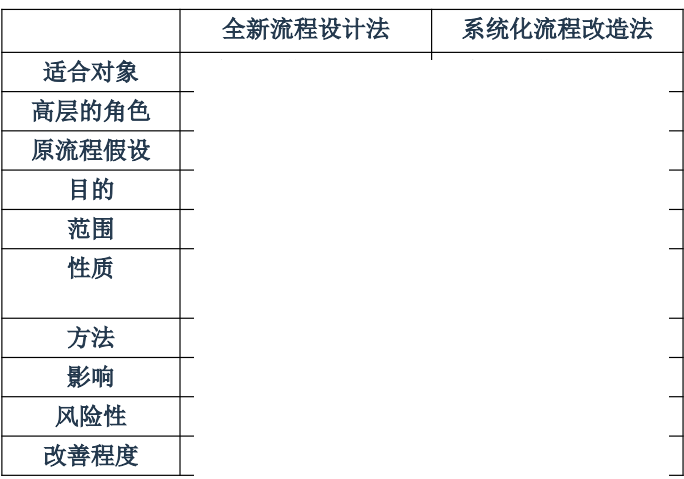 全新流程设计法 系统化流程改造法
适合对象
高层的角色
原流程假设
目的
范围
性质
方法
影响
风险性
改善程度